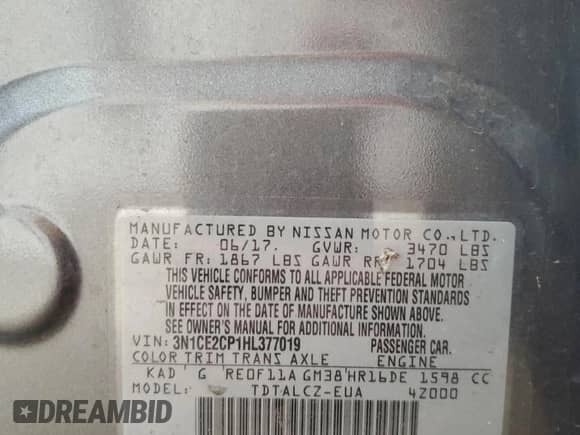 MANUFACTURED BY NISSAN MOTOR CO.,LTD.
DATE: 06/17. GVWR: 3470 LBS
GAWR FR: 1867 LBS GAWR RR: 1704 LBS
THIS VEHICLE CONFORMS TO ALL APPLICABLE FEDERAL MOTOR
VEHICLE SAFETY, BUMPER AND THEFT PREVENTION STANDARDS
IN EFFECT ON THE DATE OF MANUFACTURE SHOWN ABOVE.
SEE OWNER'S MANUAL FOR ADDITIONAL INFORMATION.
VIN: 3N1CE2CP1HL377019 PASSENGER CAR.
COLOR TRIM TRANS AXLE ENGINE
KAD G RE0F11A GM38 HR16DE 1598 CC
MODEL: TDTALCZ-EUA 4Z000
DREAMBID